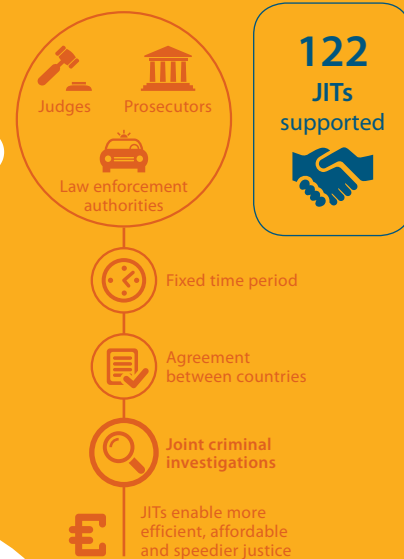 Judges
Prosecutors
Law enforcement
authorities
122
JITs
supported
Fixed time period
Agreement
between countries
Joint criminal
investigations
JITs enable more
efficient, affordable
and speedier justice